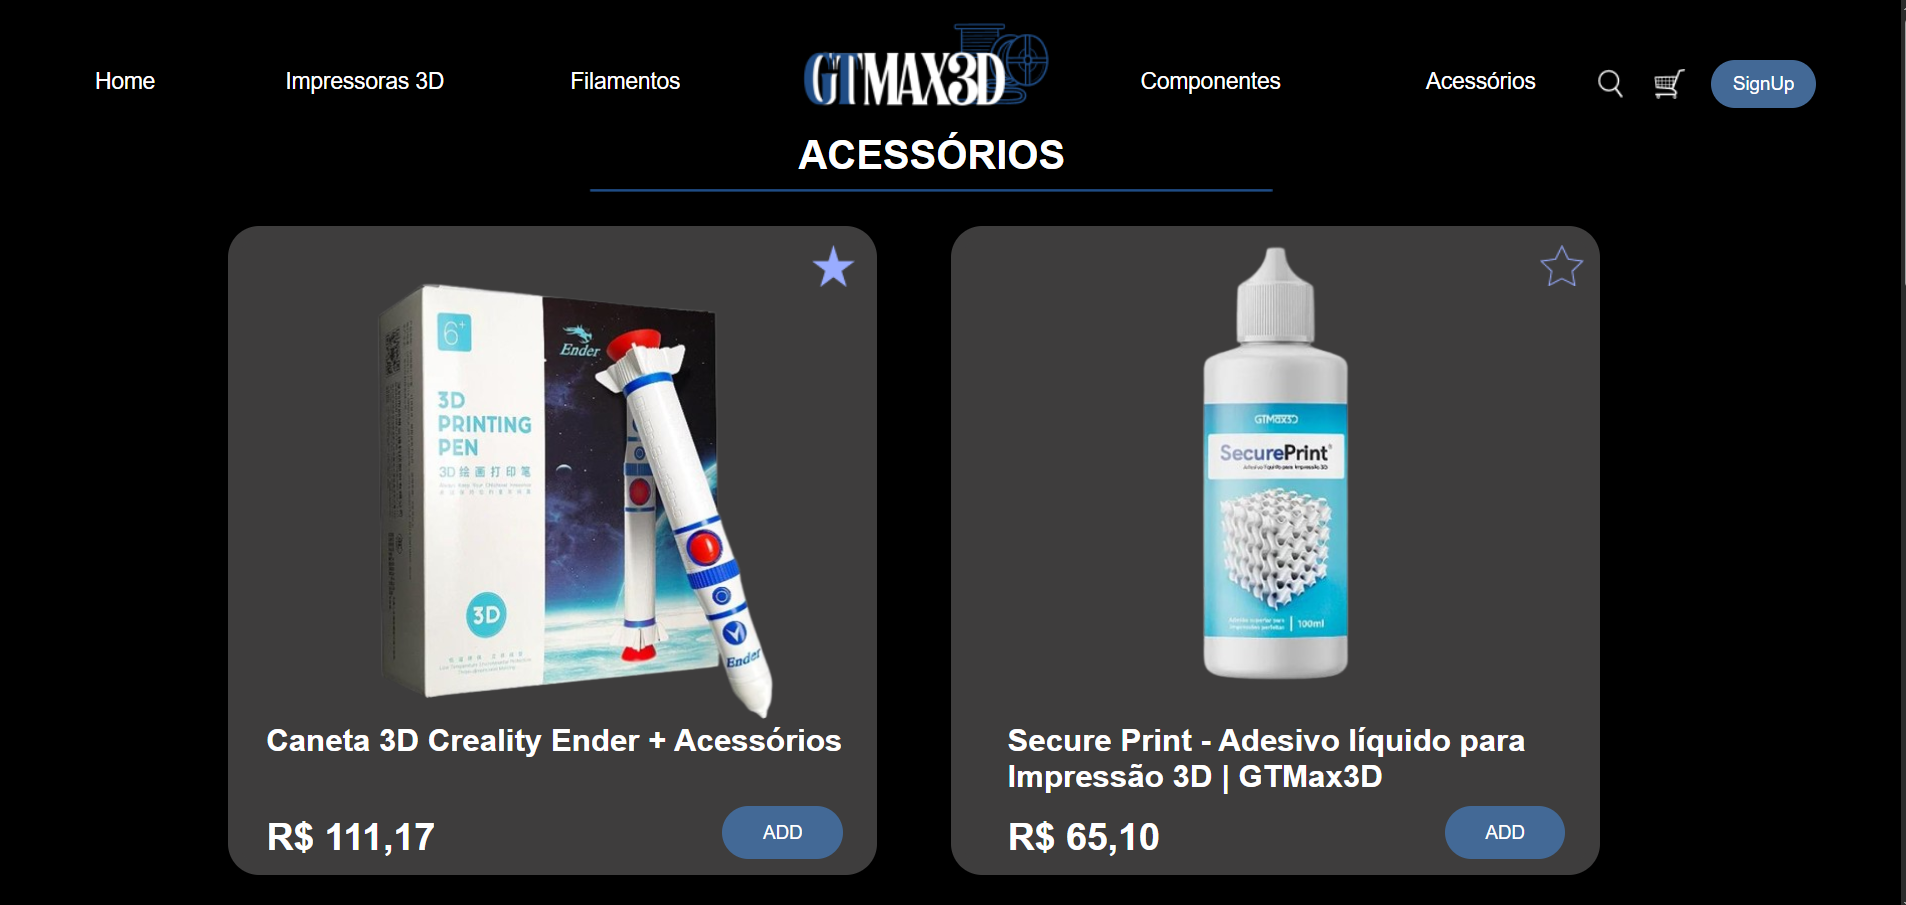 Home
Impressoras 3D
Filamentos
GTMAX3D
Componentes
Acessórios
SignUp
ACESSÓRIOS
6+
Ender
3D
PRINTING
PEN
3D绘画打印笔
3D
Ender
GTMax3D
SecurePrint®
Adesivo líquido para Impressão 3D
100ml
Caneta 3D Creality Ender + Acessórios
R$ 111,17
ADD
Secure Print - Adesivo líquido para
Impressão 3D | GTMax3D
R$ 65,10
ADD